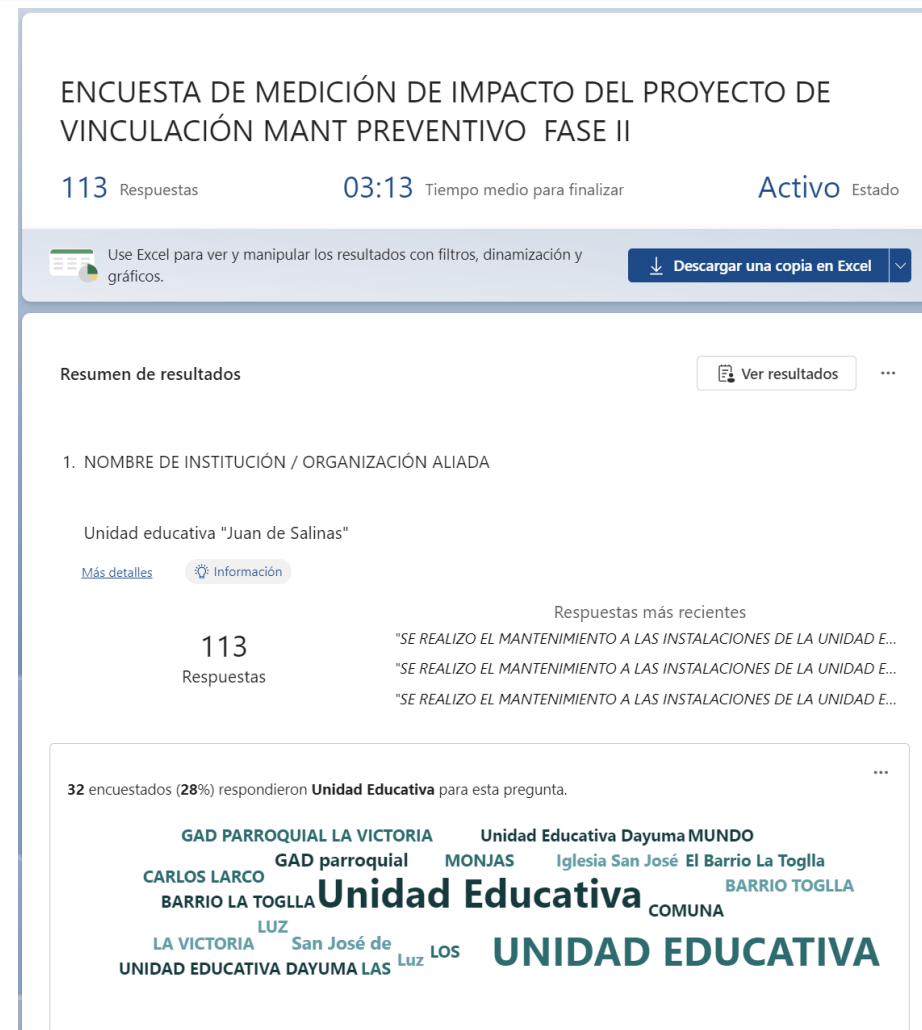 ENCUESTA DE MEDICIÓN DE IMPACTO DEL PROYECTO DE
VINCULACIÓN MANT PREVENTIVO FASE II
113 Respuestas
03:13 Tiempo medio para finalizar
Activo Estado
Use Excel para ver y manipular los resultados con filtros, dinamización y
gráficos.
Descargar una copia en Excel
Resumen de resultados
Ver resultados
1. NOMBRE DE INSTITUCIÓN / ORGANIZACIÓN ALIADA
Unidad educativa "Juan de Salinas"
Más detalles
Información
Respuestas más recientes
113
Respuestas
"SE REALIZO EL MANTENIMIENTO A LAS INSTALACIONES DE LA UNIDAD E...
"SE REALIZO EL MANTENIMIENTO A LAS INSTALACIONES DE LA UNIDAD E...
"SE REALIZO EL MANTENIMIENTO A LAS INSTALACIONES DE LA UNIDAD E...
32 encuestados (28%) respondieron Unidad Educativa para esta pregunta.
GAD PARROQUIAL LA VICTORIA
Unidad Educativa Dayuma
MUNDO
GAD parroquial
MONJAS
Iglesia San José
El Barrio La Toglla
CARLOS LARCO
BARRIO TOGLLA
BARRIO LA TOGLLA
Unidad Educativa
COMUNA
LUZ
LA VICTORIA
San José de
Luz
LOS
UNIDAD EDUCATIVA
UNIDAD EDUCATIVA DAYUMA
LAS